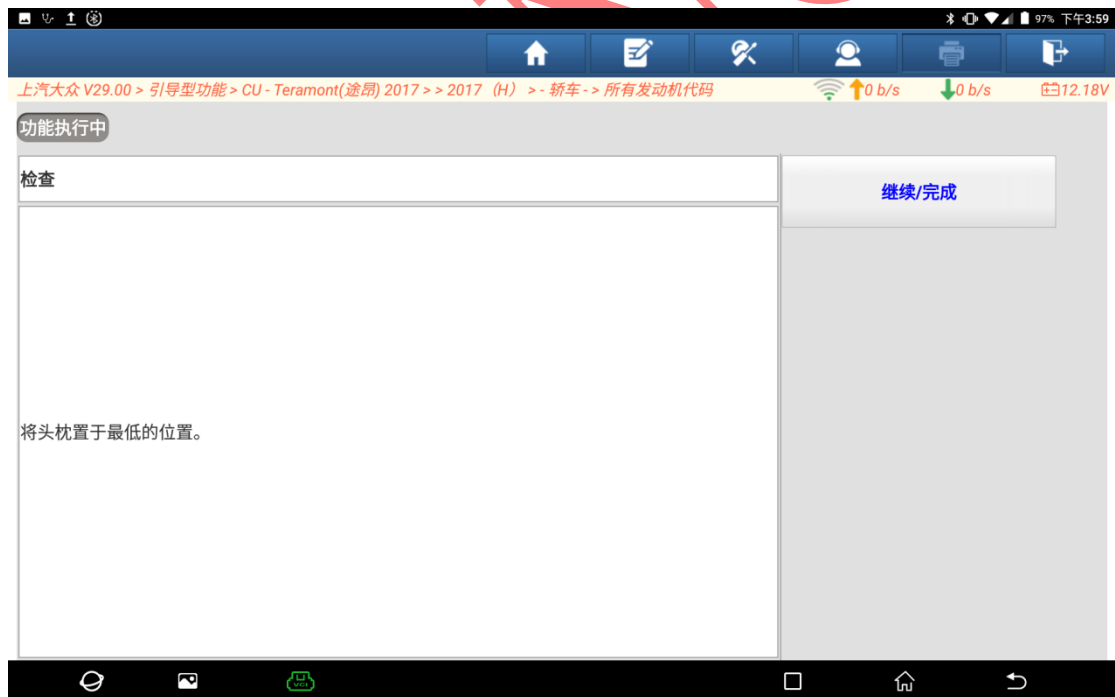 97% 下午3:59
上汽大众 V29.00 > 引导型功能 > CU - Teramont(途昂) 2017 > > 2017（H） > - 轿车 - > 所有发动机代码
0 b/s
0 b/s
12.18V
功能执行中
检查
继续/完成
将头枕置于最低的位置。
VCI